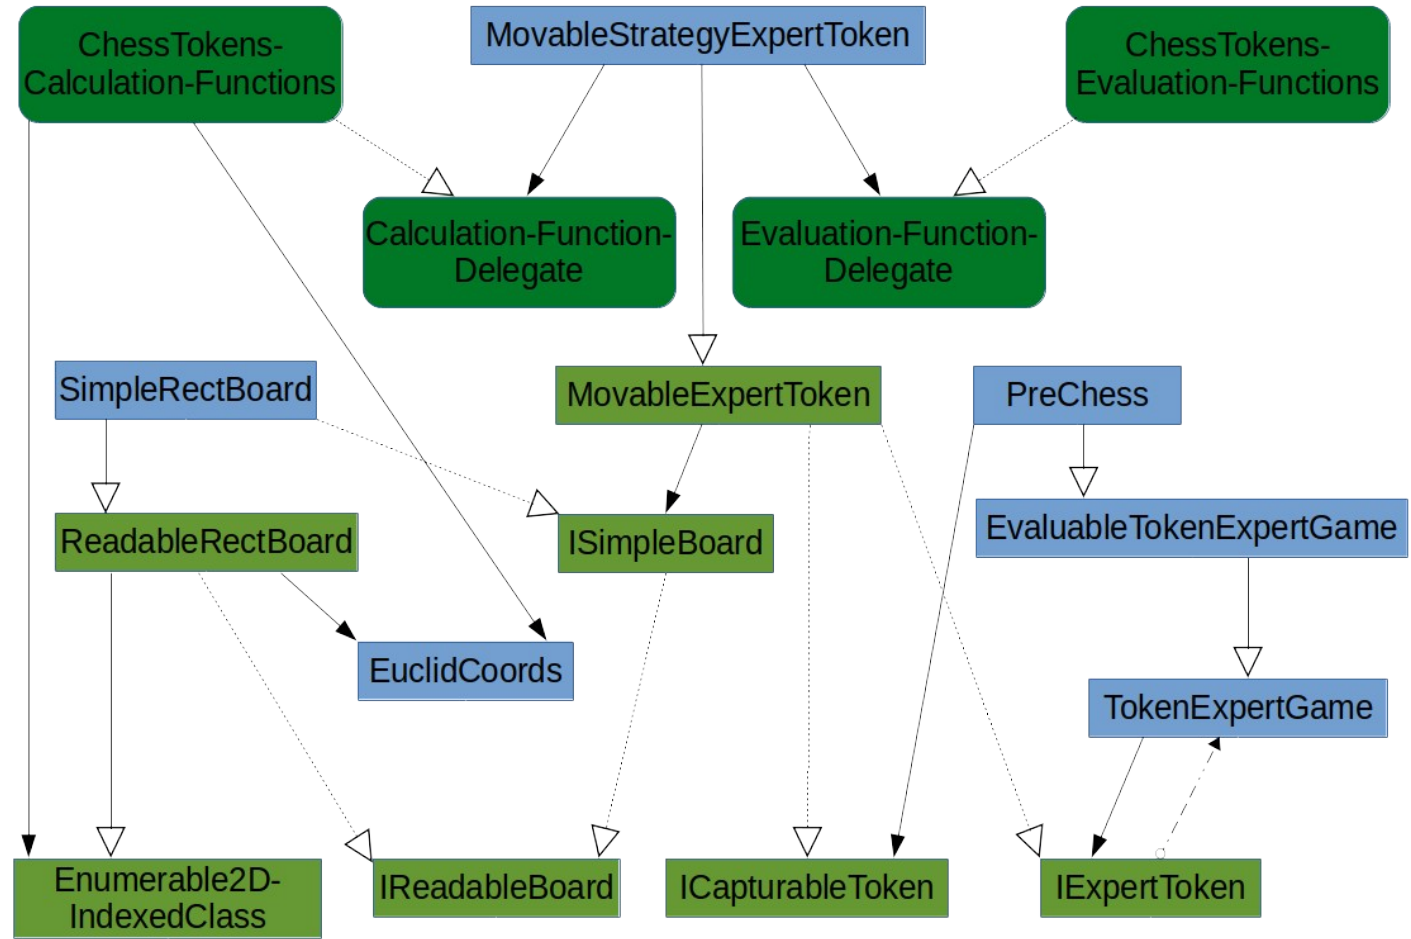 ChessTokens-
Calculation-Functions
MovableStrategyExpertToken
ChessTokens-
Evaluation-Functions
Calculation-Function-
Delegate
Evaluation-Function-
Delegate
SimpleRectBoard
MovableExpertToken
PreChess
ReadableRectBoard
ISimpleBoard
EvaluableTokenExpertGame
EuclidCoords
TokenExpertGame
Enumerable2D-
IndexedClass
IReadableBoard
ICapturableToken
IExpertToken